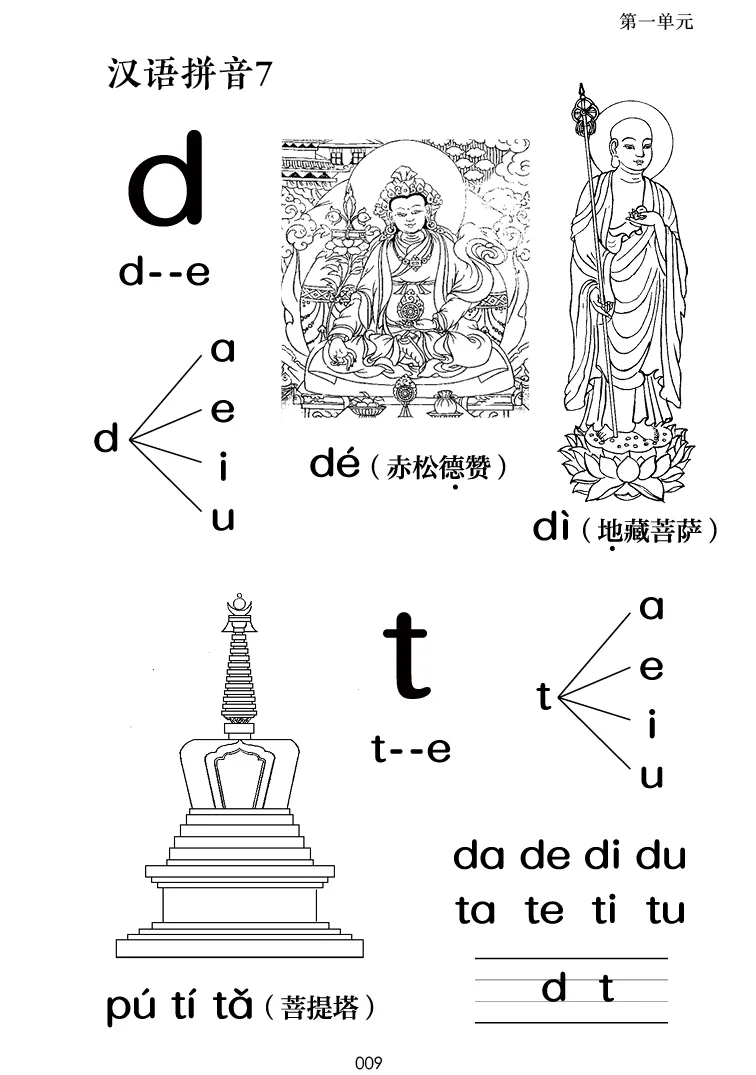 第一单元
汉语拼音7
d
d--e
d
a
e
i
u
dé（赤松德赞）
dì（地藏菩萨）
t
t--e
t
a
e
i
u
da de di du
ta te ti tu
d t
pú tí tǎ（菩提塔）
009